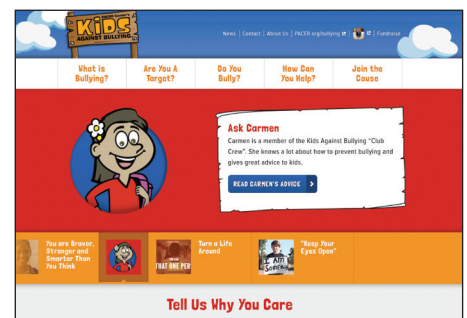 KiDS
AGAINST BULLYING
News | Contact | About Us | PACER.org/bullying | | Fundraise
What is Bullying?
Are You A Target?
Do You Bully?
How Can You Help?
Join the Cause
Ask Carmen
Carmen is a member of the Kids Against Bullying “Club
Crew”. She knows a lot about how to prevent bullying and
gives great advice to kids.
READ CARMEN'S ADVICE
You are Braver,
Stronger and
Smarter Than
You Think
THAT ONE PER
Turn a Life
Around
I Am
"Keep Your
Eyes Open"
Tell Us Why You Care